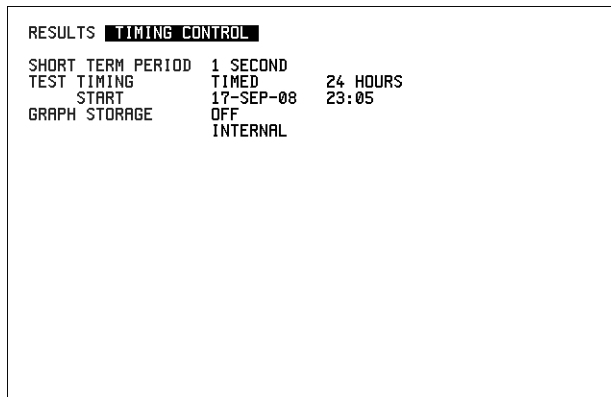 RESULTS TIMING CONTROL
SHORT TERM PERIOD 1 SECOND
TEST TIMING TIMED 24 HOURS
START 17-SEP-08 23:05
GRAPH STORAGE OFF
INTERNAL